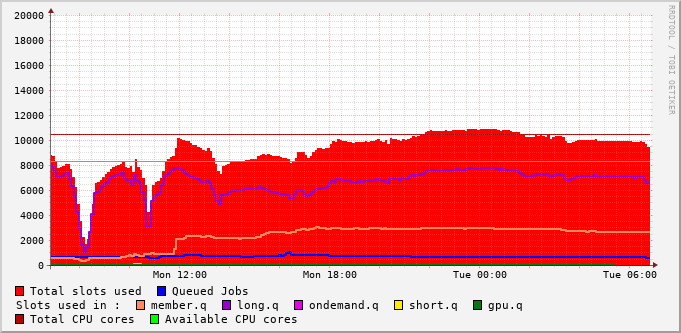 20000
18000
16000
14000
12000
10000
8000
6000
4000
2000
0
Mon 12:00 Mon 18:00 Tue 00:00 Tue 06:00
RRDTOOL / TOBI OETIKER
Total slots used Queued Jobs
Slots used in : member.q long.q ondemand.q short.q gpu.q
Total CPU cores Available CPU cores